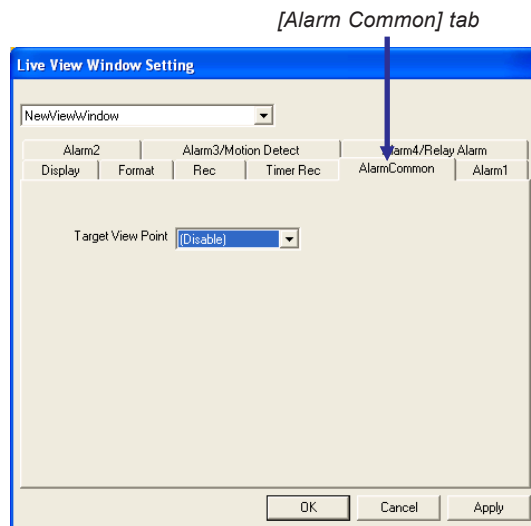 [Alarm Common] tab
Live View Window Setting
NewViewWindow
Alarm2 Alarm3/Motion Detect Alarm4/Relay Alarm
Display Format Rec Timer Rec AlarmCommon Alarm1
Target View Point (Disable)
OK Cancel Apply